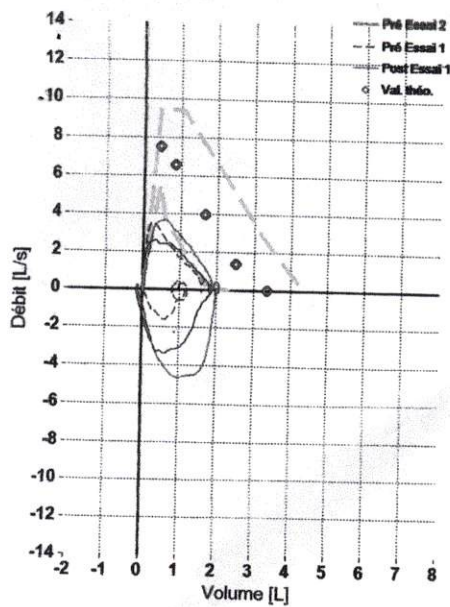 14
12
10
8
6
4
2
0
-2
-4
-6
-8
-10
-12
-14
Débit [L/s]
Pré Essai 2
Pré Essai 1
Post Essai 1
Val. théo.
-2 -1 0 1 2 3 4 5 6 7 8
Volume [L]